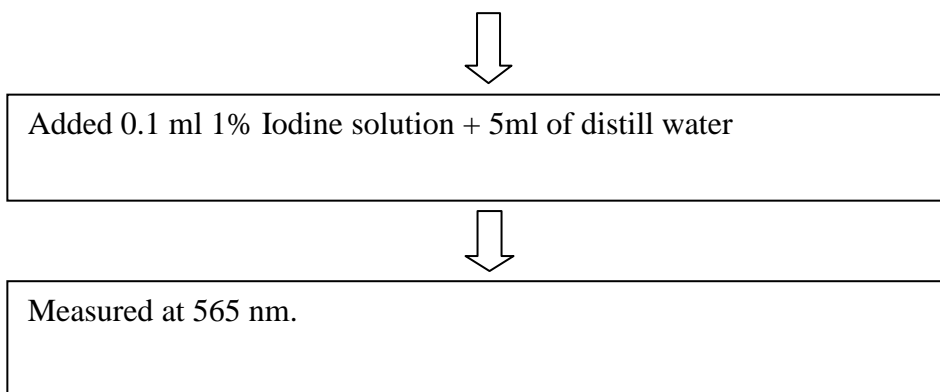 Added 0.1 ml 1% Iodine solution + 5ml of distill water
Measured at 565 nm.